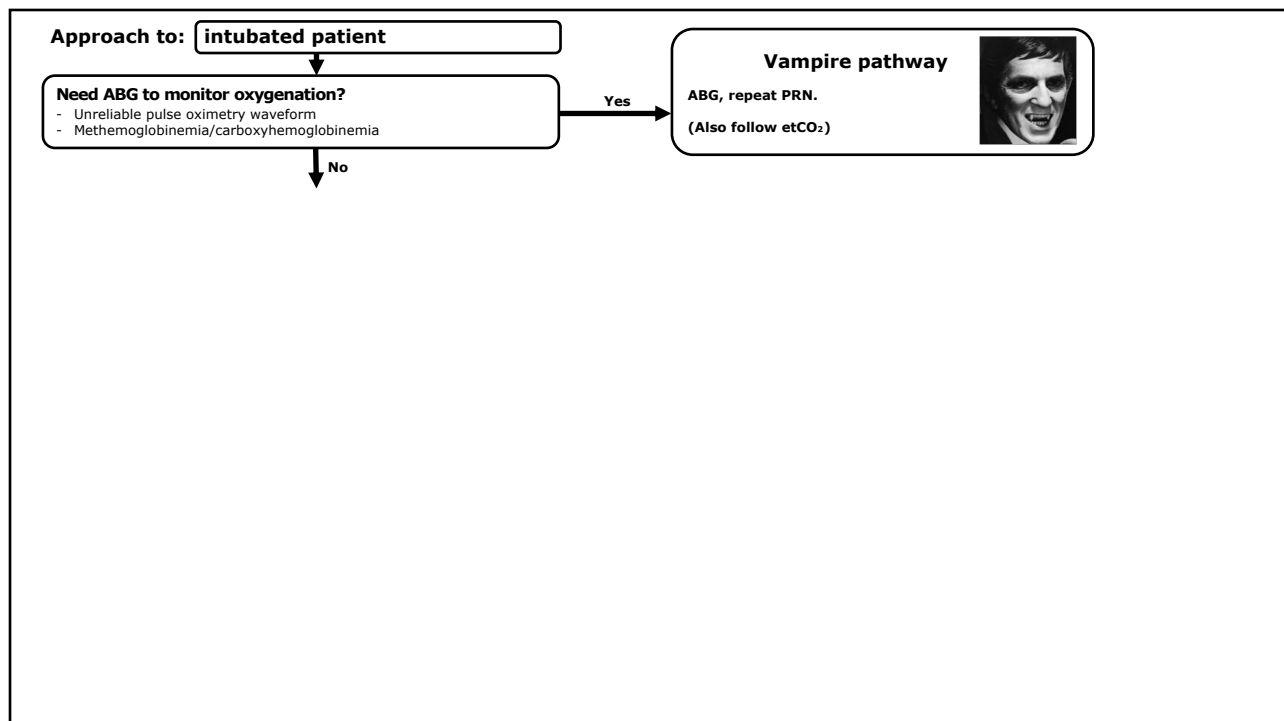 Approach to: intubated patient
Need ABG to monitor oxygenation?
- Unreliable pulse oximetry waveform
- Methemoglobinemia/carboxyhemoglobinemia
Yes
Vampire pathway
ABG, repeat PRN.
(Also follow etCO₂)
No